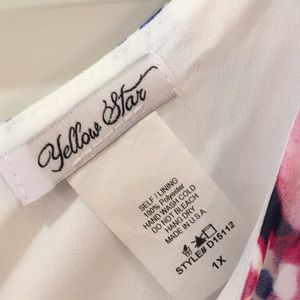 Yellow Star
SELF / LINING
100% Polyester
HAND WASH COLD
DO NOT BLEACH
HANG DRY
MADE IN U.S.A.
STYLE# D15112
1X